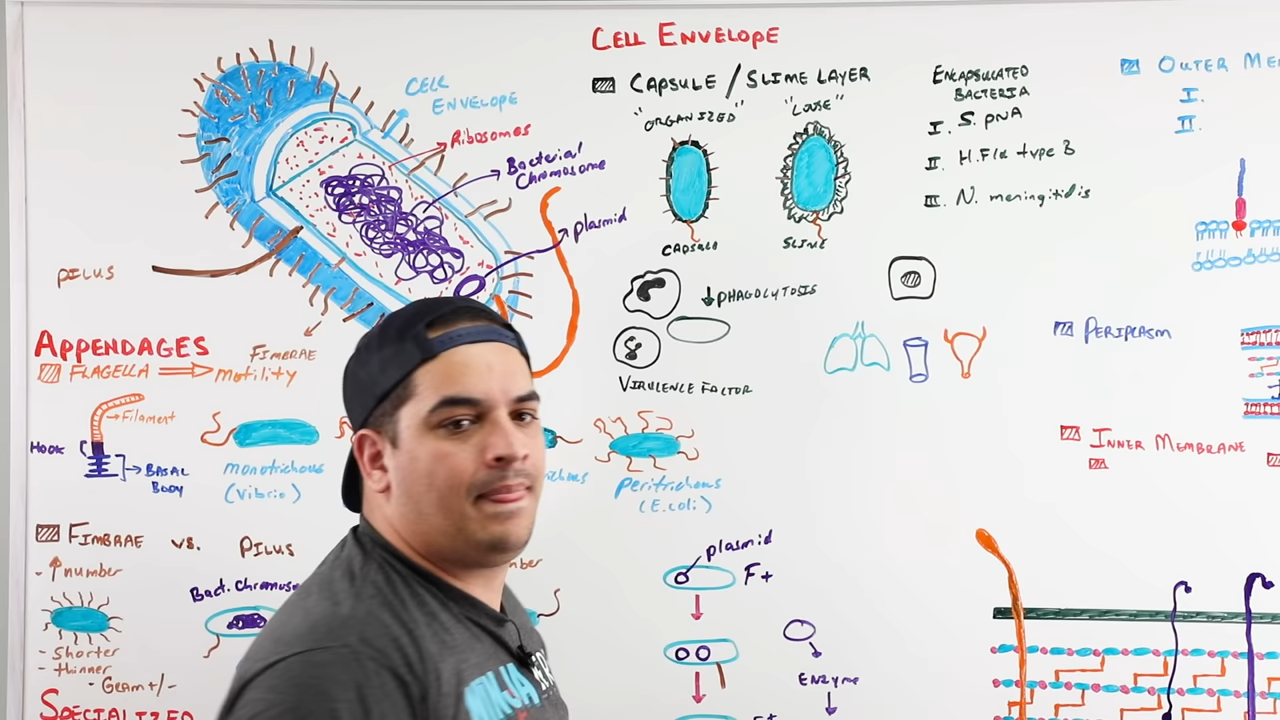 CELL ENVELOPE
CELL
ENVELOPE
Ribosomes
Bacterial
Chromosome
plasmid
PILUS
FIMBRAE
APPENDAGES
FLAGELLA
motility
Filament
HOOK
BASAL
BODY
monotrichous
(Vibrio)
peritrichous
(E.coli)
FIMBRAE vs. PILUS
- ↑number
- shorter
- thinner
- Gram+/-
SPECIALIZED
CAPSULE / SLIME LAYER
"ORGANIZED"
"LOOSE"
CAPSULE
SLIME
↓PHAGOCYTOSIS
VIRULENCE FACTOR
ENCAPSULATED
BACTERIA
I. S. pNA
II. H.Flu type B
III. N. meningitidis
plasmid
F+
ENZYME
OUTER ME
I.
II.
PERIPLASM
INNER MEMBRANE
NINJA